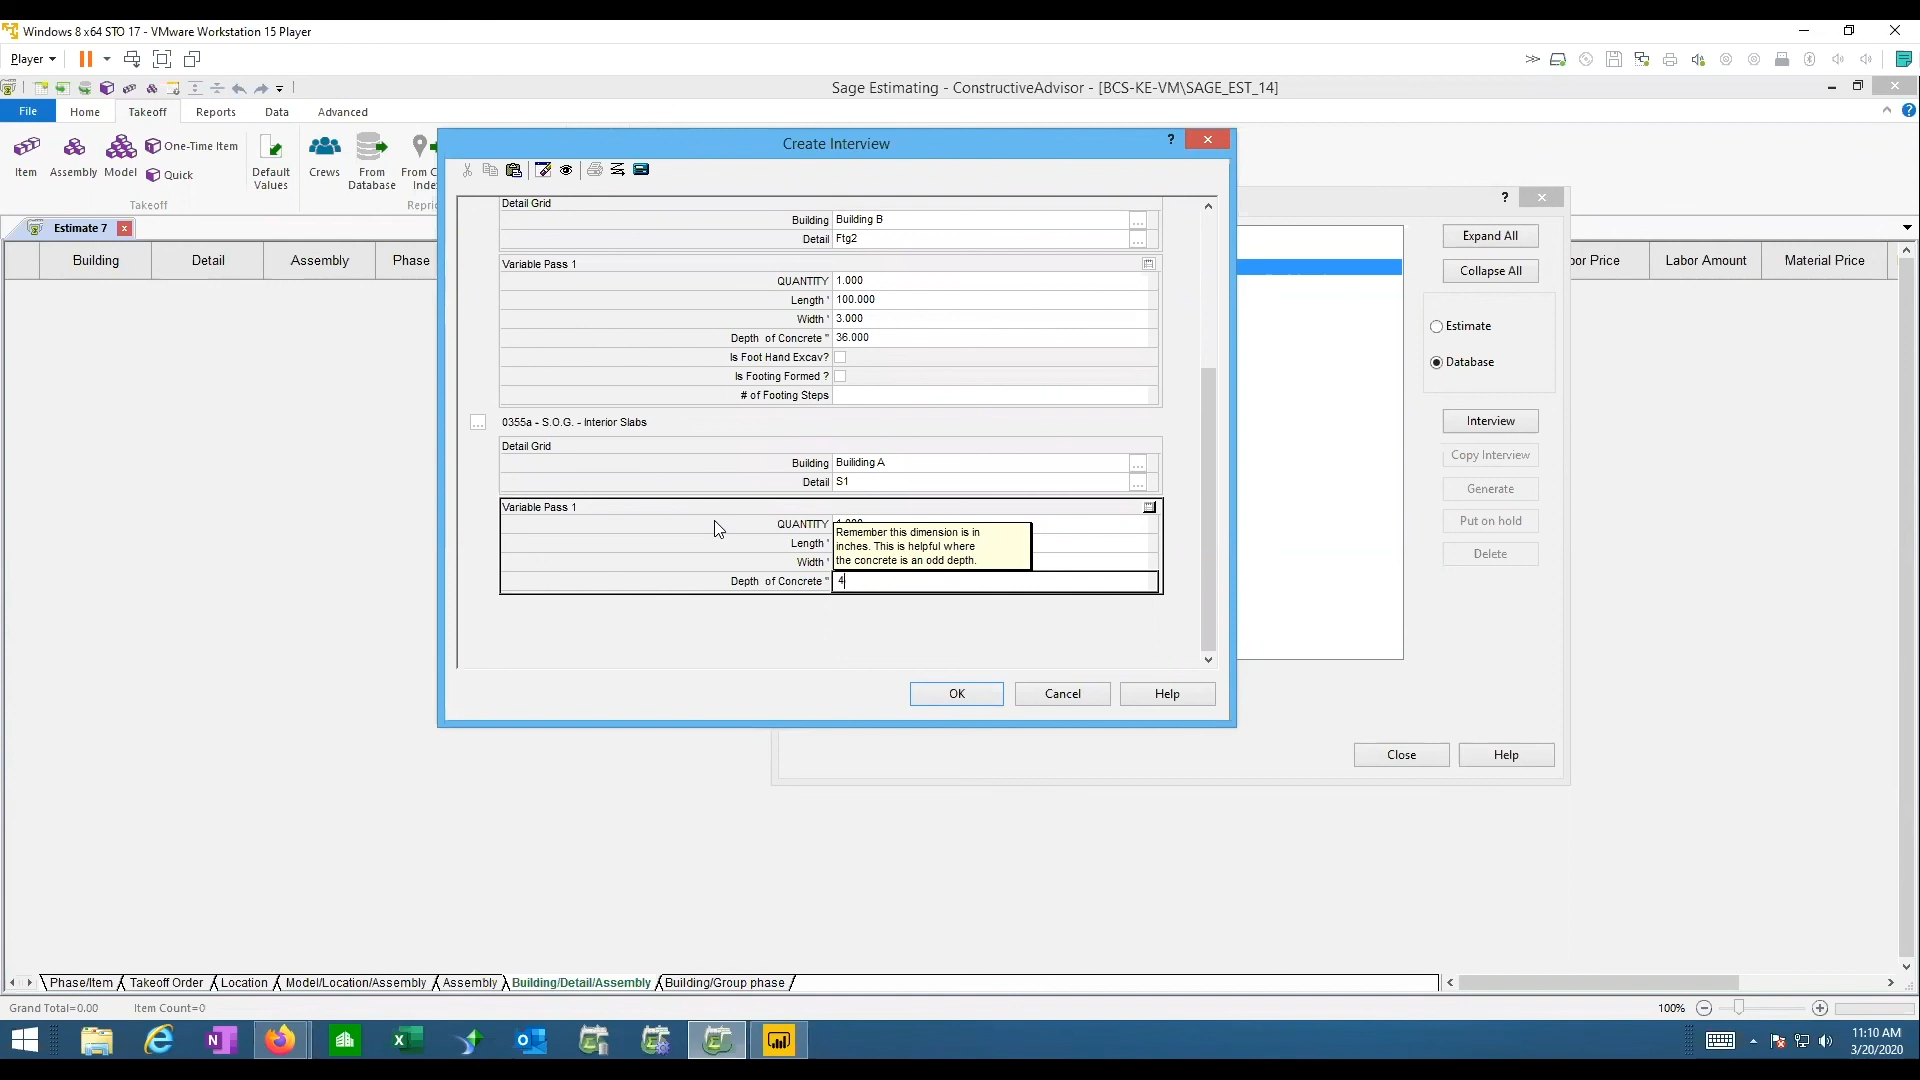 Windows 8 x64 STO 17 - VMware Workstation 15 Player
Player
Sage Estimating - ConstructiveAdvisor - [BCS-KE-VM\SAGE_EST_14]
File Home Takeoff Reports Data Advanced
Item Assembly Model One-Time Item Quick Default Values Crews From Database From
Takeoff
Estimate 7
Building Detail Assembly Phase Labor Amount Material Price
Create Interview
?
Detail Grid
Building Building B ...
Detail Ftg2 ...
Variable Pass 1
QUANTITY 1.000
Length ' 100.000
Width ' 3.000
Depth of Concrete " 36.000
Is Foot Hand Excav?
Is Footing Formed ?
# of Footing Steps
... 0355a - S.O.G. - Interior Slabs
Detail Grid
Building Builiding A ...
Detail S1 ...
Variable Pass 1
QUANTITY
Length '
Width '
Remember this dimension is in
inches. This is helpful where
the concrete is an odd depth.
Depth of Concrete " 4
OK Cancel Help
?
Expand All
Collapse All
Estimate
Database
Interview
Copy Interview
Generate
Put on hold
Delete
Close Help
Phase/Item Takeoff Order Location Model/Location/Assembly Assembly Building/Detail/Assembly Building/Group phase
Grand Total=0.00 Item Count=0 100%
11:10 AM
3/20/2020